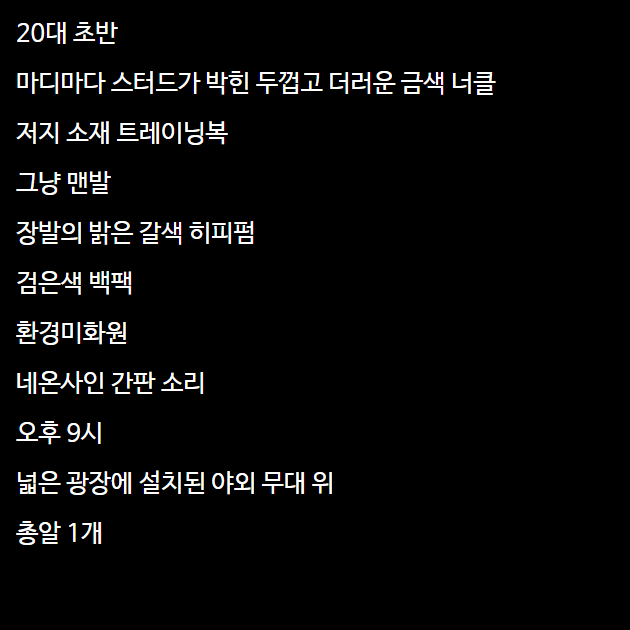 20대 초반
마디마다 스터드가 박힌 두껍고 더러운 금색 너클
저지 소재 트레이닝복
그냥 맨발
장발의 밝은 갈색 히피펌
검은색 백팩
환경미화원
네온사인 간판 소리
오후 9시
넓은 광장에 설치된 야외 무대 위
총알 1개